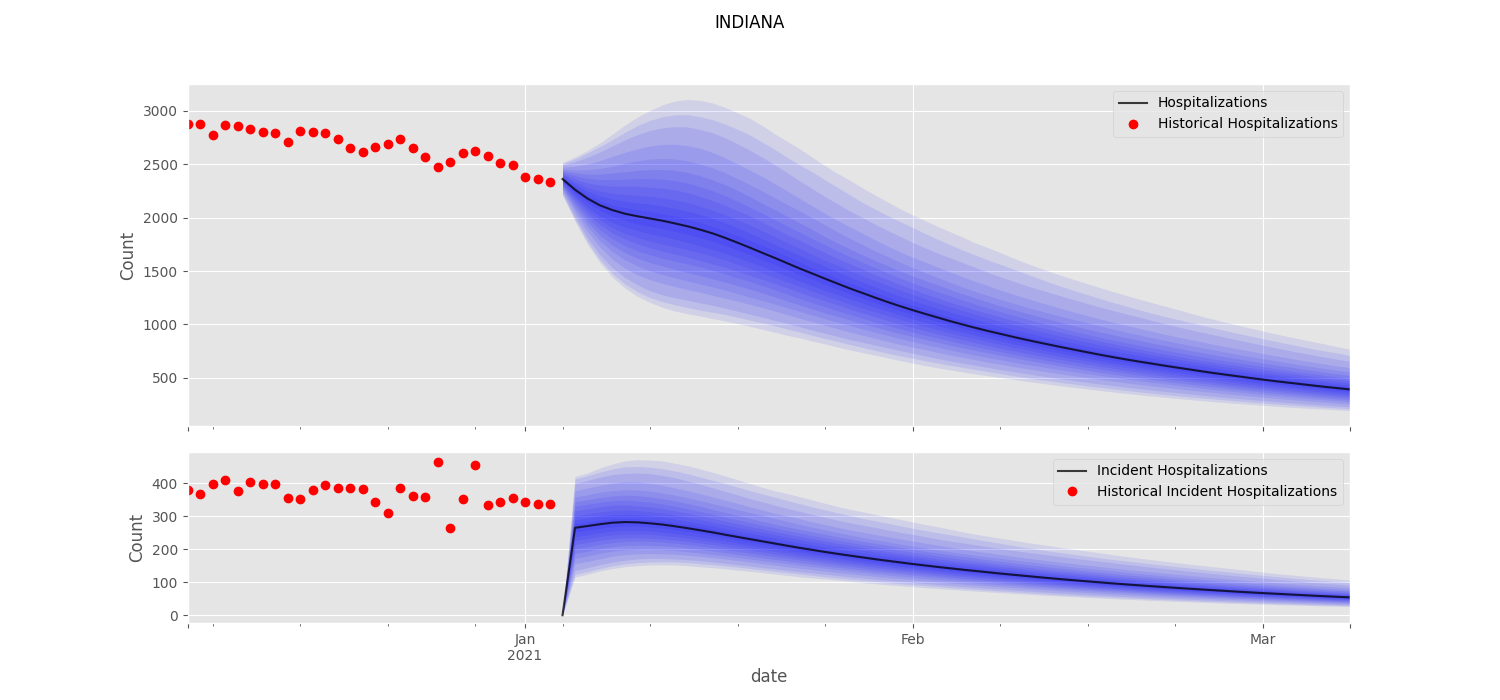 INDIANA
Hospitalizations
Historical Hospitalizations
3000
2500
2000
1500
1000
500
Count
Incident Hospitalizations
Historical Incident Hospitalizations
400
300
200
100
0
Count
Jan
2021
Feb
Mar
date